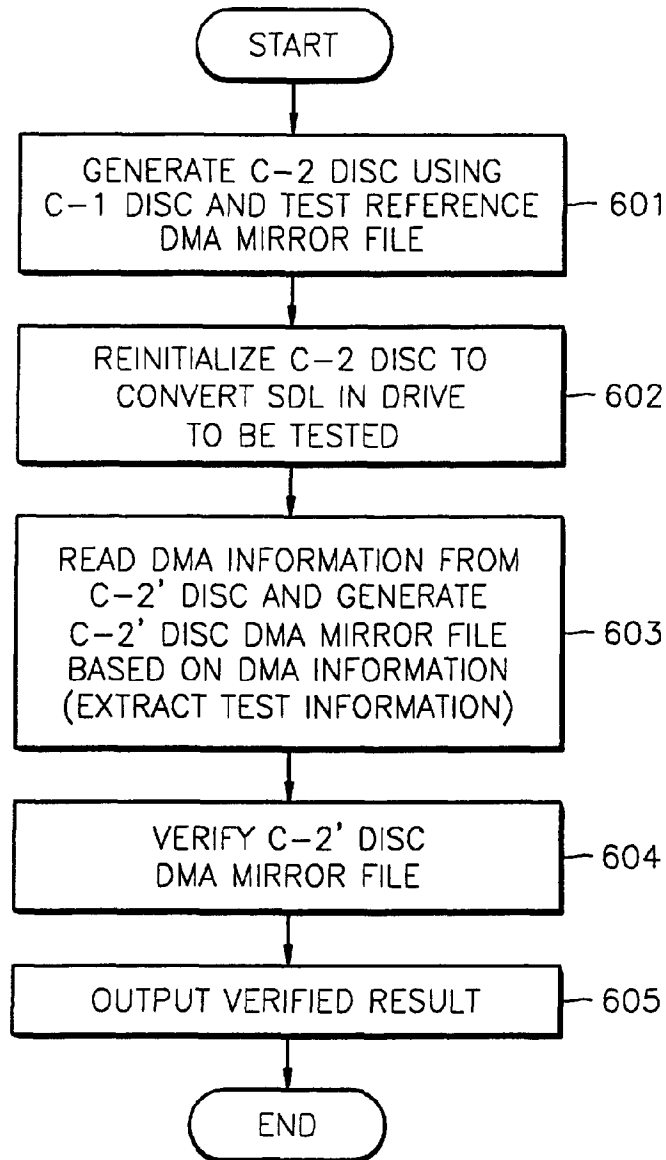 START
GENERATE C-2 DISC USING
C-1 DISC AND TEST REFERENCE
DMA MIRROR FILE
601
REINITIALIZE C-2 DISC TO
CONVERT SDL IN DRIVE
TO BE TESTED
602
READ DMA INFORMATION FROM
C-2' DISC AND GENERATE
C-2' DISC DMA MIRROR FILE
BASED ON DMA INFORMATION
(EXTRACT TEST INFORMATION)
603
VERIFY C-2' DISC
DMA MIRROR FILE
604
OUTPUT VERIFIED RESULT
605
END